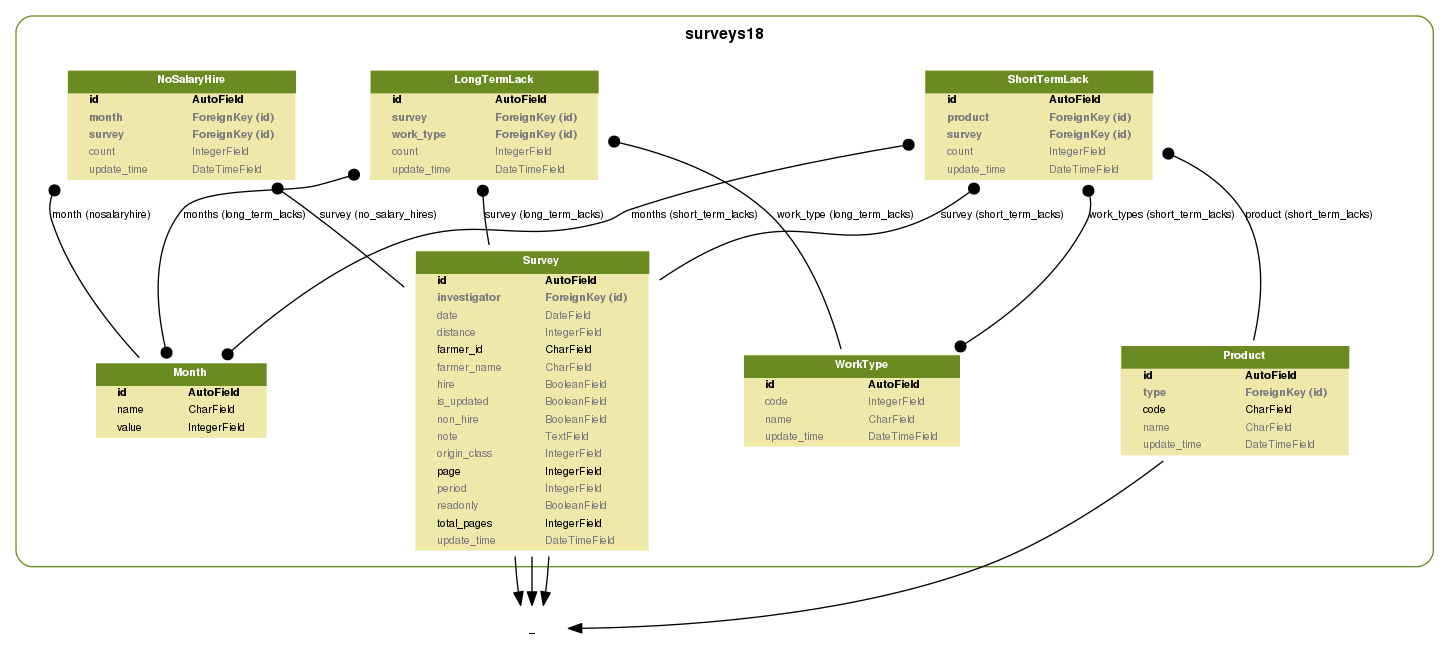 surveys18
NoSalaryHire
id AutoField
month ForeignKey (id)
survey ForeignKey (id)
count IntegerField
update_time DateTimeField
LongTermLack
id AutoField
survey ForeignKey (id)
work_type ForeignKey (id)
count IntegerField
update_time DateTimeField
ShortTermLack
id AutoField
product ForeignKey (id)
survey ForeignKey (id)
count IntegerField
update_time DateTimeField
month (nosalaryhire)
months (long_term_lacks)
survey (no_salary_hires)
survey (long_term_lacks)
months (short_term_lacks)
work_type (long_term_lacks)
survey (short_term_lacks)
work_types (short_term_lacks)
product (short_term_lacks)
Month
id AutoField
name CharField
value IntegerField
Survey
id AutoField
investigator ForeignKey (id)
date DateField
distance IntegerField
farmer_id CharField
farmer_name CharField
hire BooleanField
is_updated BooleanField
non_hire BooleanField
note TextField
origin_class IntegerField
page IntegerField
period IntegerField
readonly BooleanField
total_pages IntegerField
update_time DateTimeField
WorkType
id AutoField
code IntegerField
name CharField
update_time DateTimeField
Product
id AutoField
type ForeignKey (id)
code CharField
name CharField
update_time DateTimeField
_